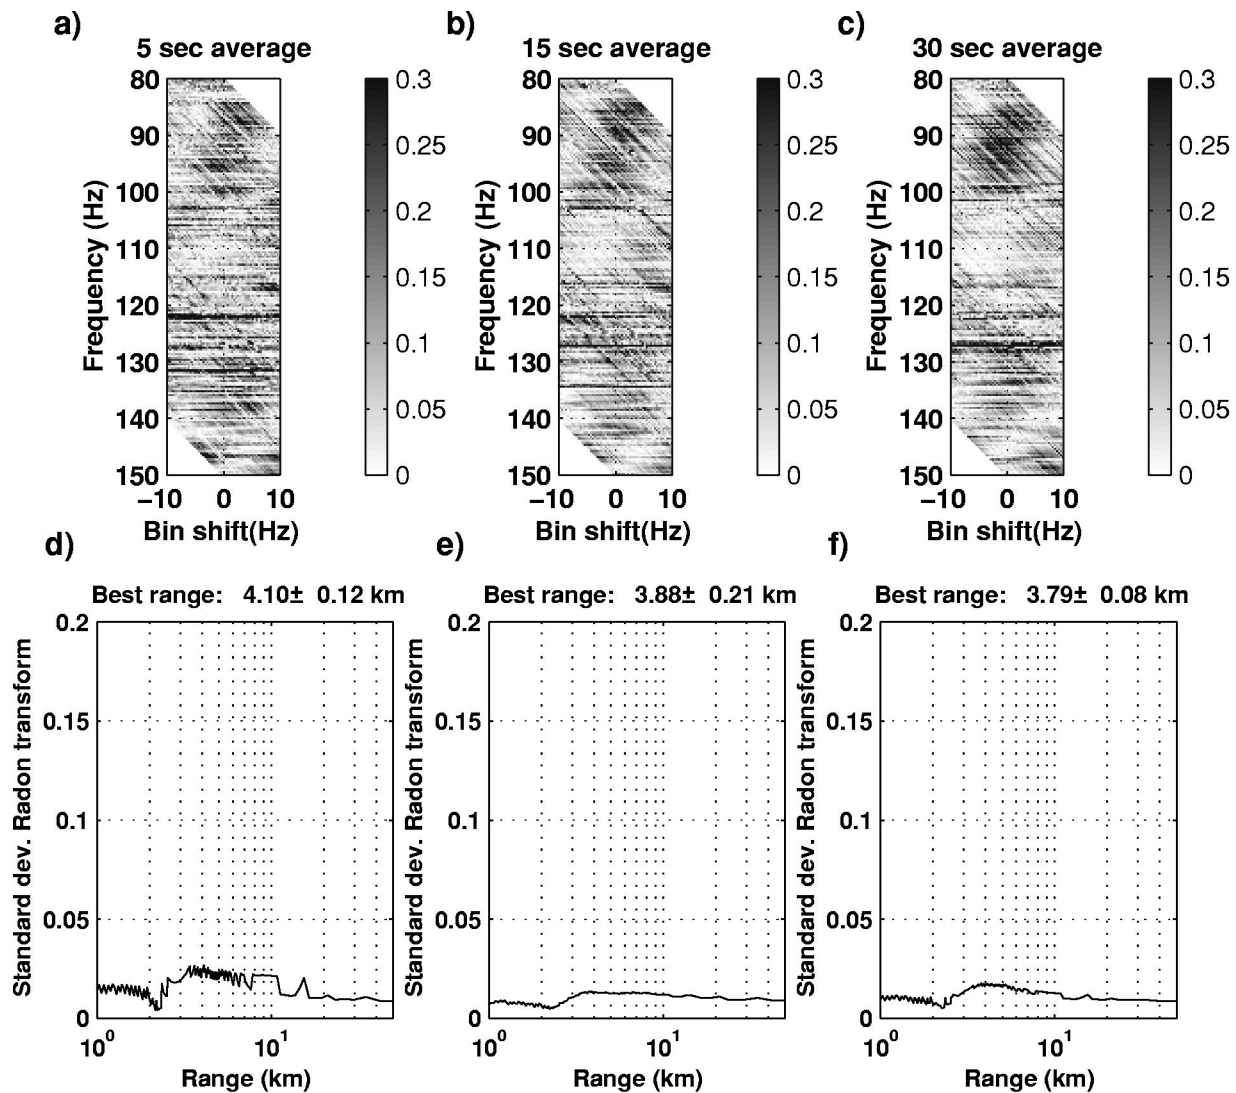 a)
5 sec average
80
90
100
110
120
130
140
150
Frequency (Hz)
−10 0 10
Bin shift(Hz)
0.3
0.25
0.2
0.15
0.1
0.05
0
b)
15 sec average
80
90
100
110
120
130
140
150
Frequency (Hz)
−10 0 10
Bin shift(Hz)
0.3
0.25
0.2
0.15
0.1
0.05
0
c)
30 sec average
80
90
100
110
120
130
140
150
Frequency (Hz)
−10 0 10
Bin shift(Hz)
0.3
0.25
0.2
0.15
0.1
0.05
0
d)
Best range: 4.10± 0.12 km
0.2
0.15
0.1
0.05
0
Standard dev. Radon transform
10^0 10^1
Range (km)
e)
Best range: 3.88± 0.21 km
0.2
0.15
0.1
0.05
0
Standard dev. Radon transform
10^0 10^1
Range (km)
f)
Best range: 3.79± 0.08 km
0.2
0.15
0.1
0.05
0
Standard dev. Radon transform
10^0 10^1
Range (km)